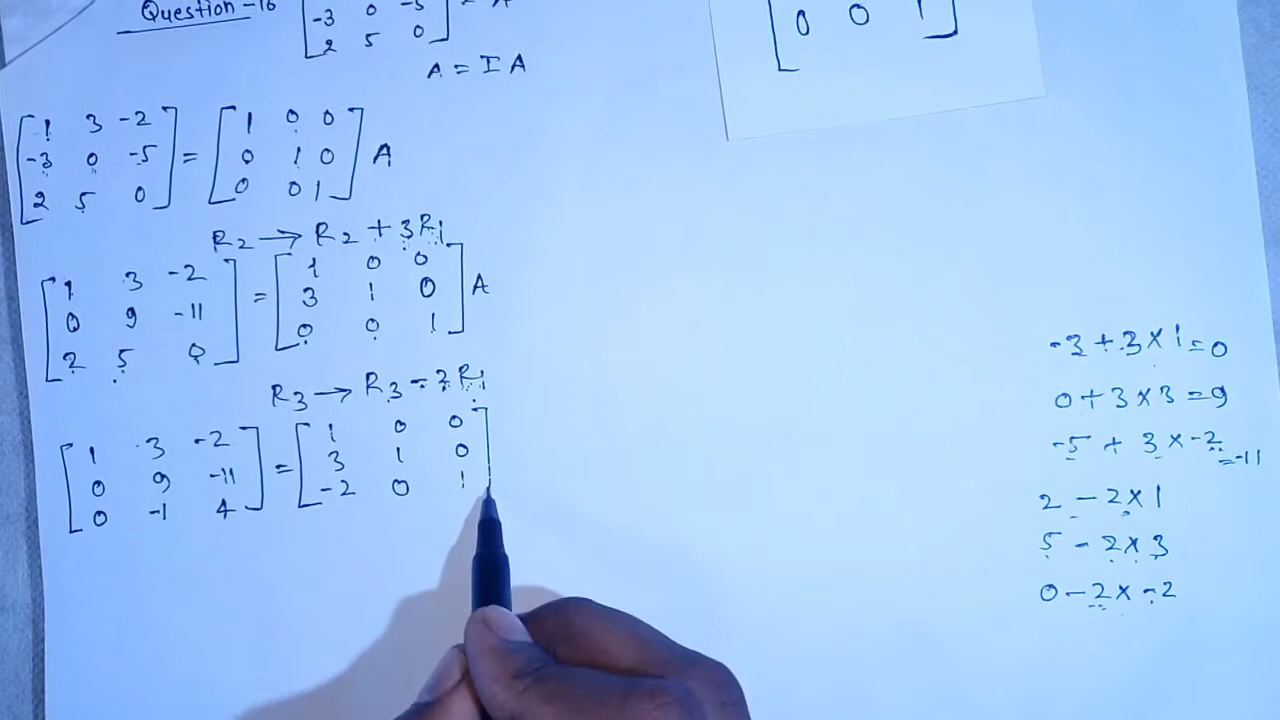 Question-16
-3 0 -5 = A
2 5 0
A = I A
0 0 1
1 3 -2 1 0 0
-3 0 -5 = 0 1 0 A
2 5 0 0 0 1
R2 → R2 + 3R1
1 3 -2 1 0 0
0 9 -11 = 3 1 0 A
2 5 0 0 0 1
R3 → R3 - 2R1
1 3 -2 1 0 0
0 9 -11 = 3 1 0
0 -1 4 -2 0 1
-3 + 3 × 1 = 0
0 + 3 × 3 = 9
-5 + 3 × -2
= -11
2 - 2 × 1
5 - 2 × 3
0 - 2 × -2